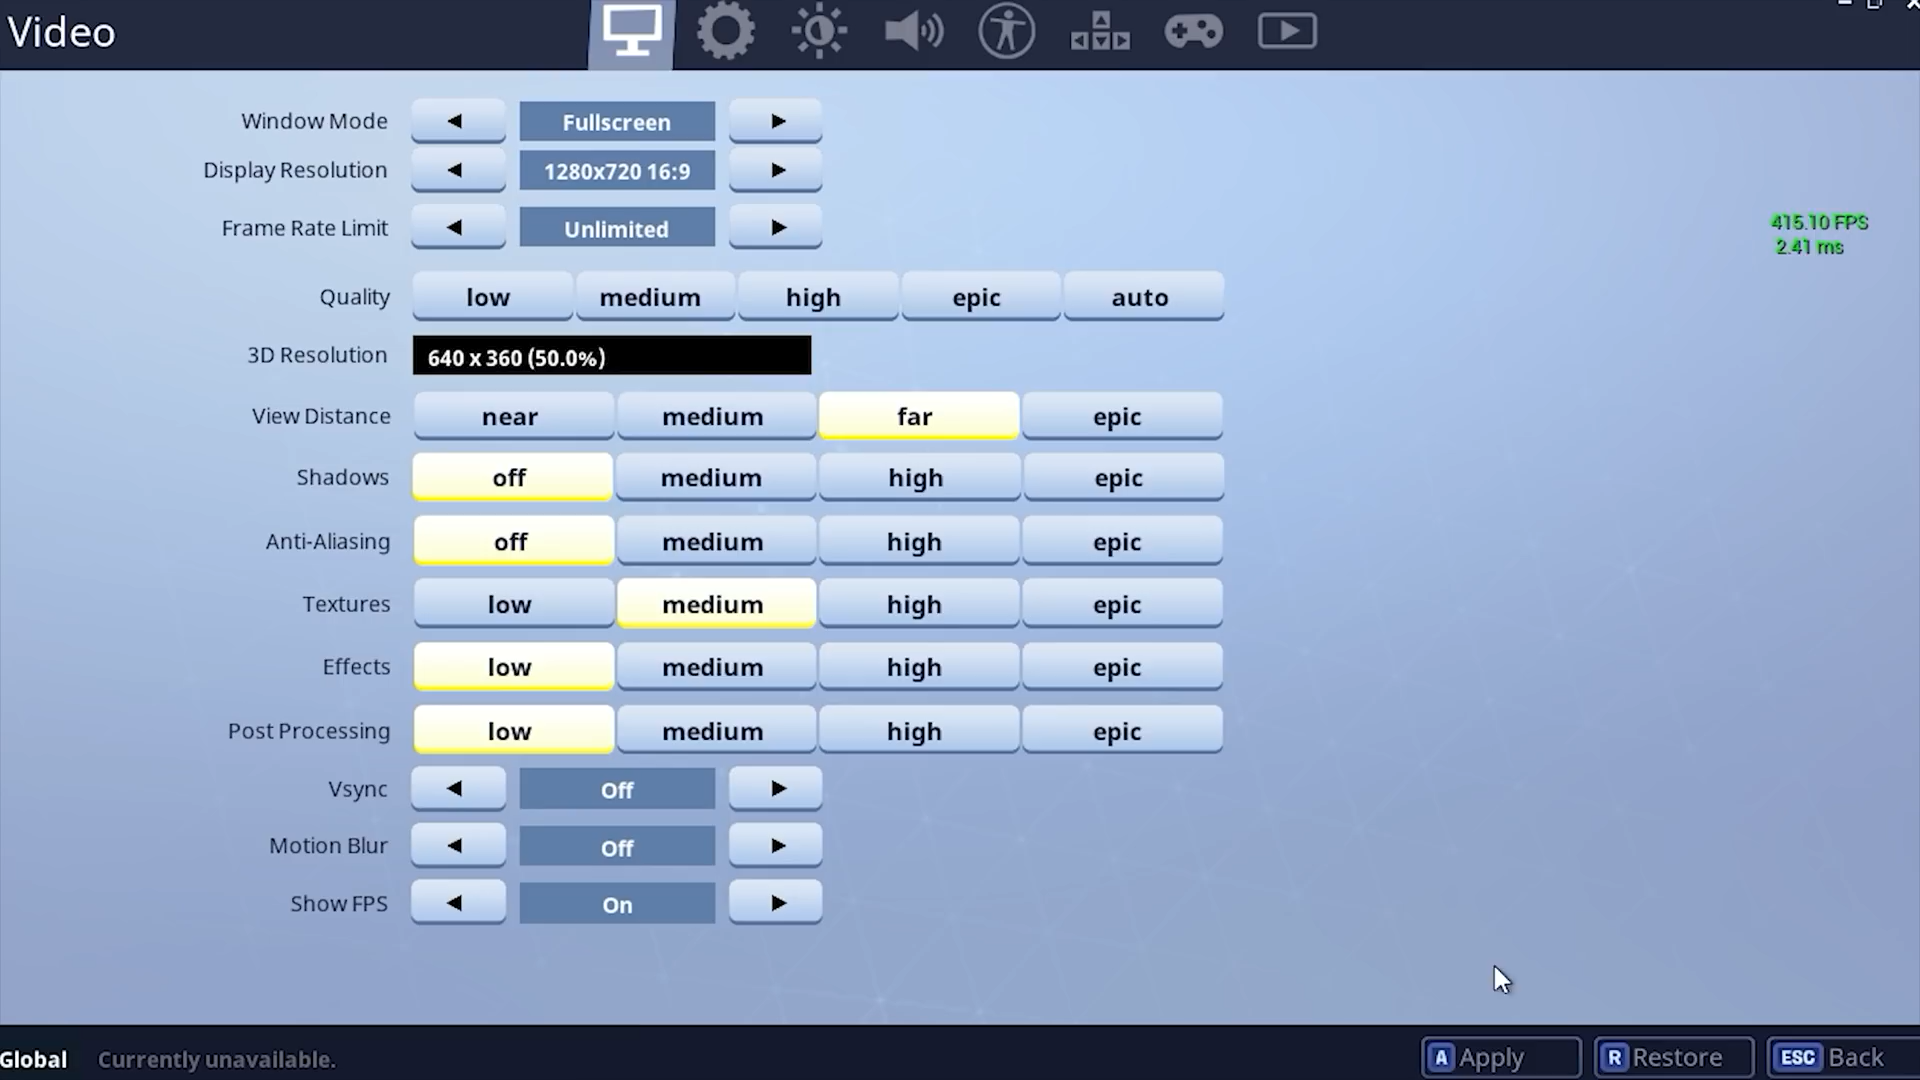 Video
Window Mode Fullscreen
Display Resolution 1280x720 16:9
Frame Rate Limit Unlimited
415.10 FPS
2.41 ms
Quality low medium high epic auto
3D Resolution 640 x 360 (50.0%)
View Distance near medium far epic
Shadows off medium high epic
Anti-Aliasing off medium high epic
Textures low medium high epic
Effects low medium high epic
Post Processing low medium high epic
Vsync Off
Motion Blur Off
Show FPS On
Global Currently unavailable. A Apply R Restore ESC Back